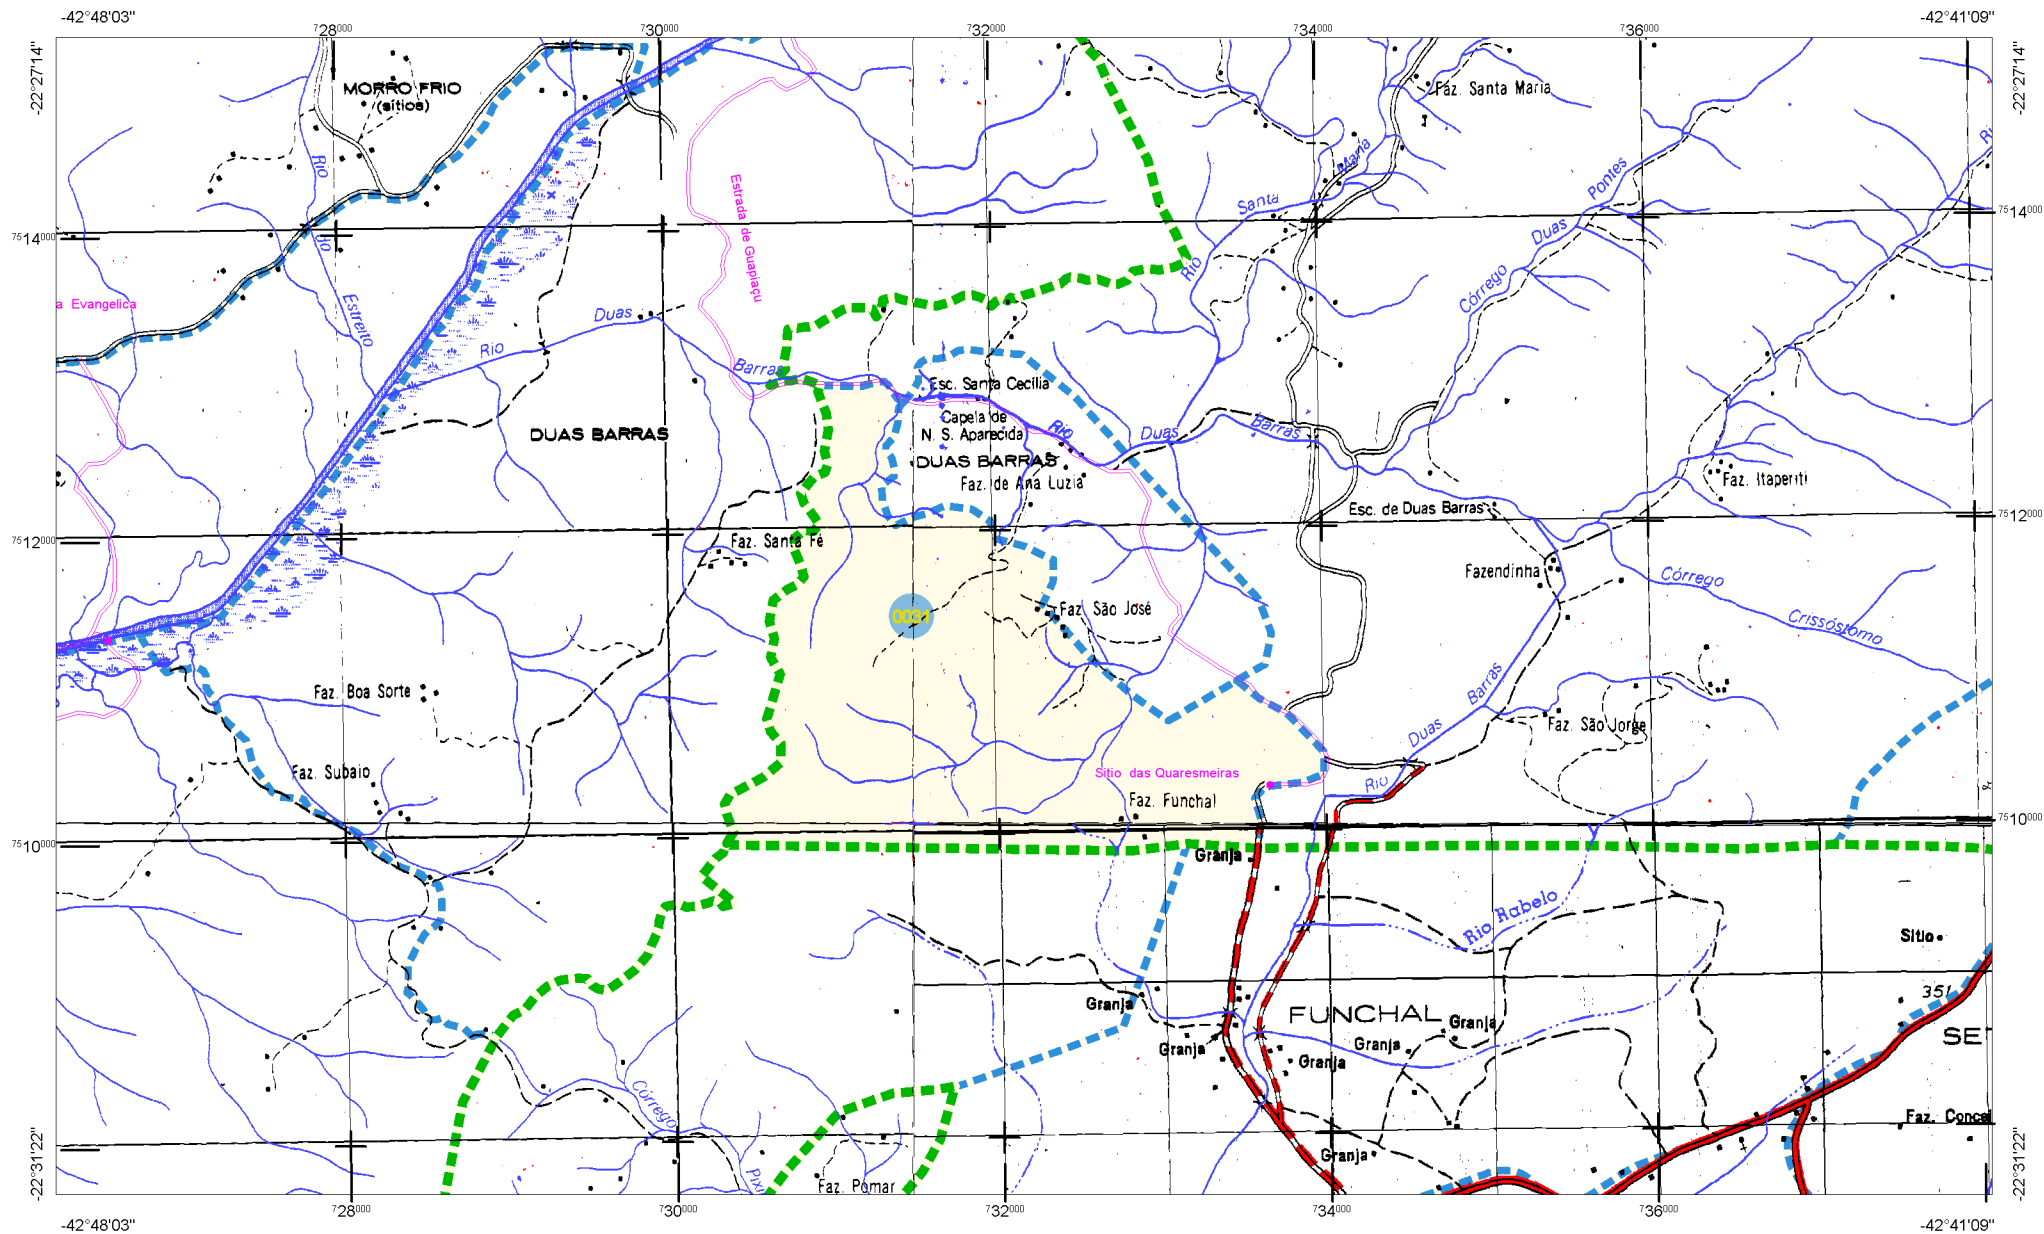 -42°48'03"
-42°41'09"
728000
730000
732000
734000
736000
-22°27'14"
-22°27'14"
MORRO FRIO
(sítios)
Faz. Santa Maria
Rio
do
Estreito
Estrada de Guapiaçu
Rio
Santa
Maria
Córrego
Duas
Pontes
Ri
7514000
7514000
a Evangelica
Rio
Duas
Barras
Esc. Santa Cecília
Capela de
N. S. Aparecida
DUAS BARRAS
DUAS BARRAS
Faz. de Ana Luzia
Rio
Duas
Barras
Faz. Itaperiti
Esc. de Duas Barras
7512000
7512000
Faz. Santa Fé
Fazendinha
Córrego
Crissóstomo
0031
Faz. São José
Faz. Boa Sorte
Rio
Duas
Barras
Faz. São Jorge
Faz. Subaio
Sítio das Quaresmeiras
Faz. Funchal
7510000
7510000
Granja
Rio Rabelo
Sítio
351
Granja
FUNCHAL
Granja
SE
Granja
Granja
Granja
Córrego
Faz. Concei
Granja
Faz. Pomar
Pixi
-22°31'22"
-22°31'22"
728000
730000
732000
734000
736000
-42°48'03"
-42°41'09"